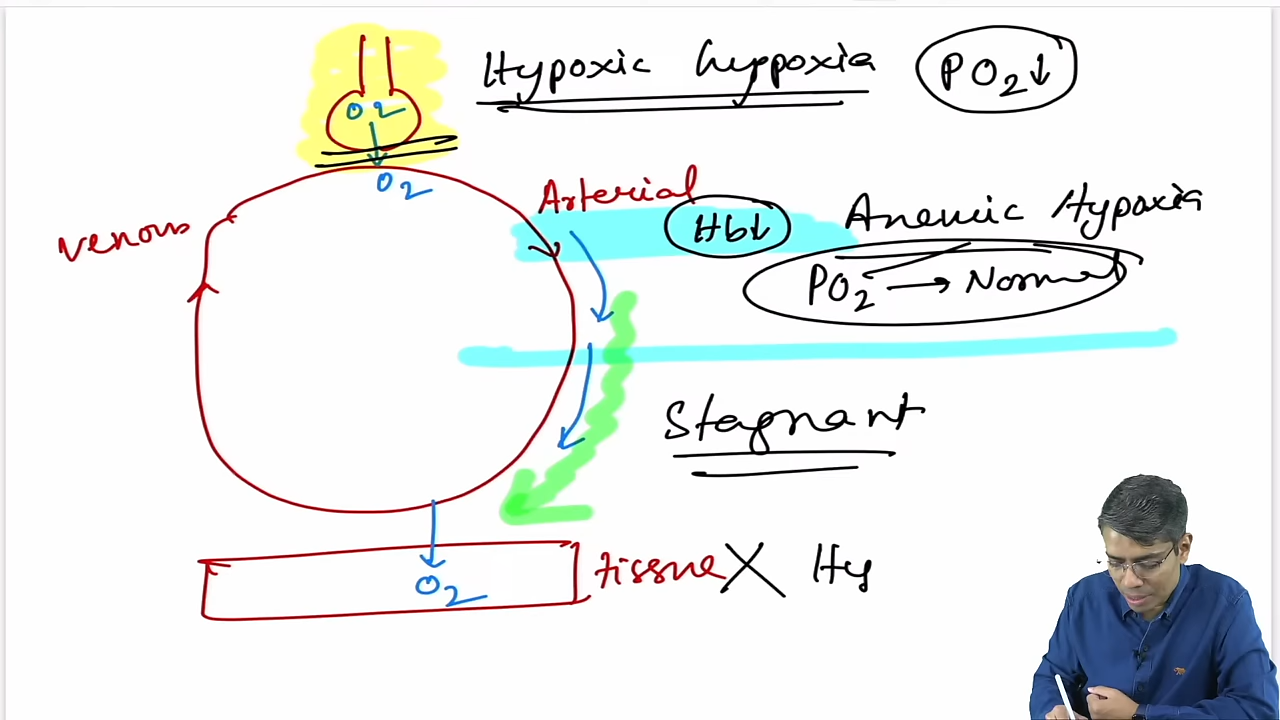 Hypoxic hypoxia
PO2↓
O2
O2
Arterial
Hb↓
Anemic Hypoxia
Venous
PO2 → Normal
Stagnant
tissue X Hy
O2